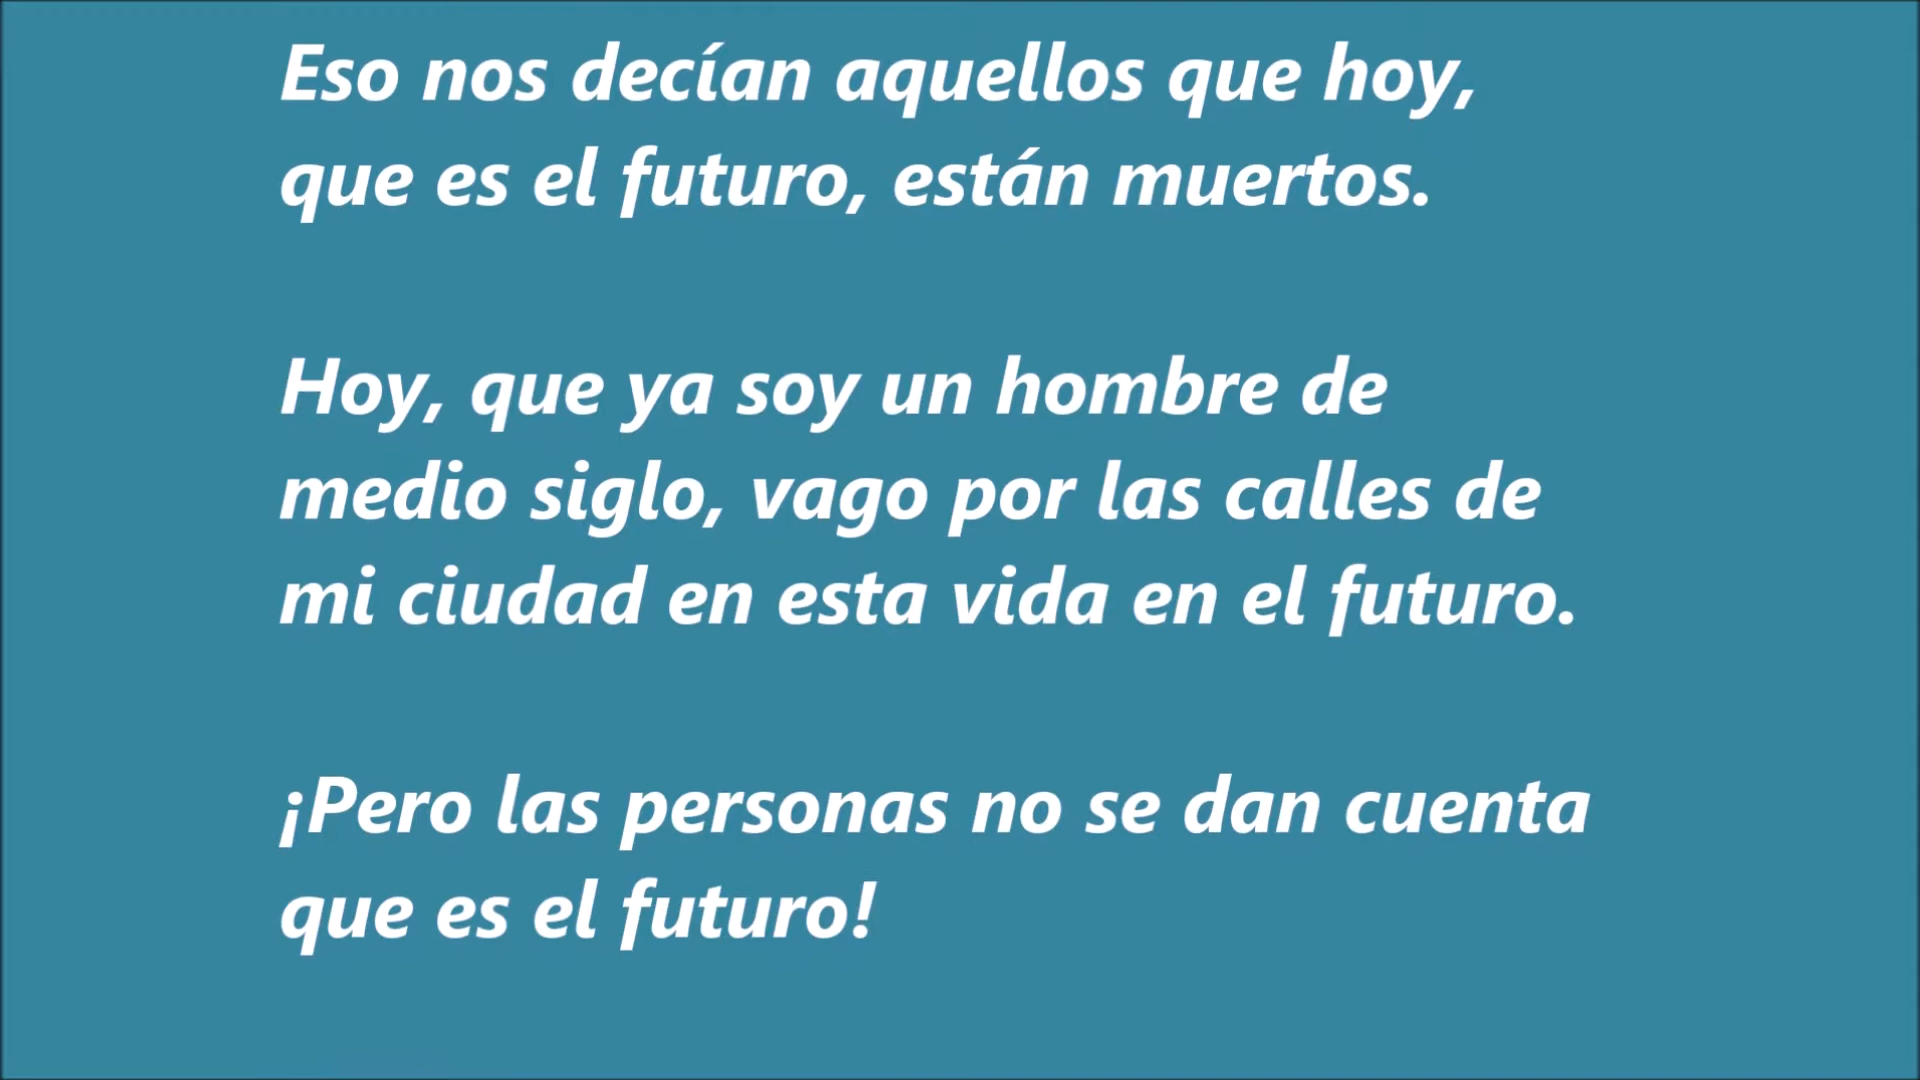 Eso nos decían aquellos que hoy,
que es el futuro, están muertos.
Hoy, que ya soy un hombre de
medio siglo, vago por las calles de
mi ciudad en esta vida en el futuro.
¡Pero las personas no se dan cuenta
que es el futuro!